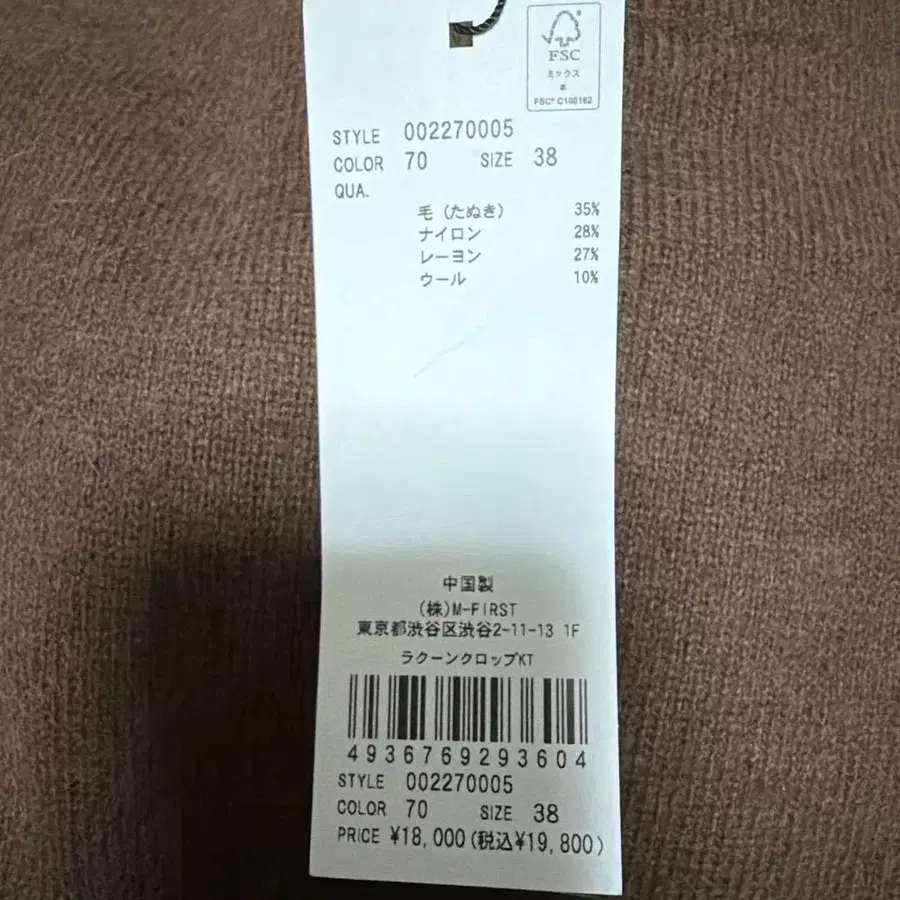 FSC
ミックス
FSC® C108162
STYLE 002270005
COLOR 70 SIZE 38
QUA.
毛 (たぬき) 35%
ナイロン 28%
レーヨン 27%
ウール 10%
中国製
(株)M-FIRST
東京都渋谷区渋谷2-11-13 1F
ラクーンクロップKT
4936769293604
STYLE 002270005
COLOR 70 SIZE 38
PRICE ¥18,000(税込¥19,800)